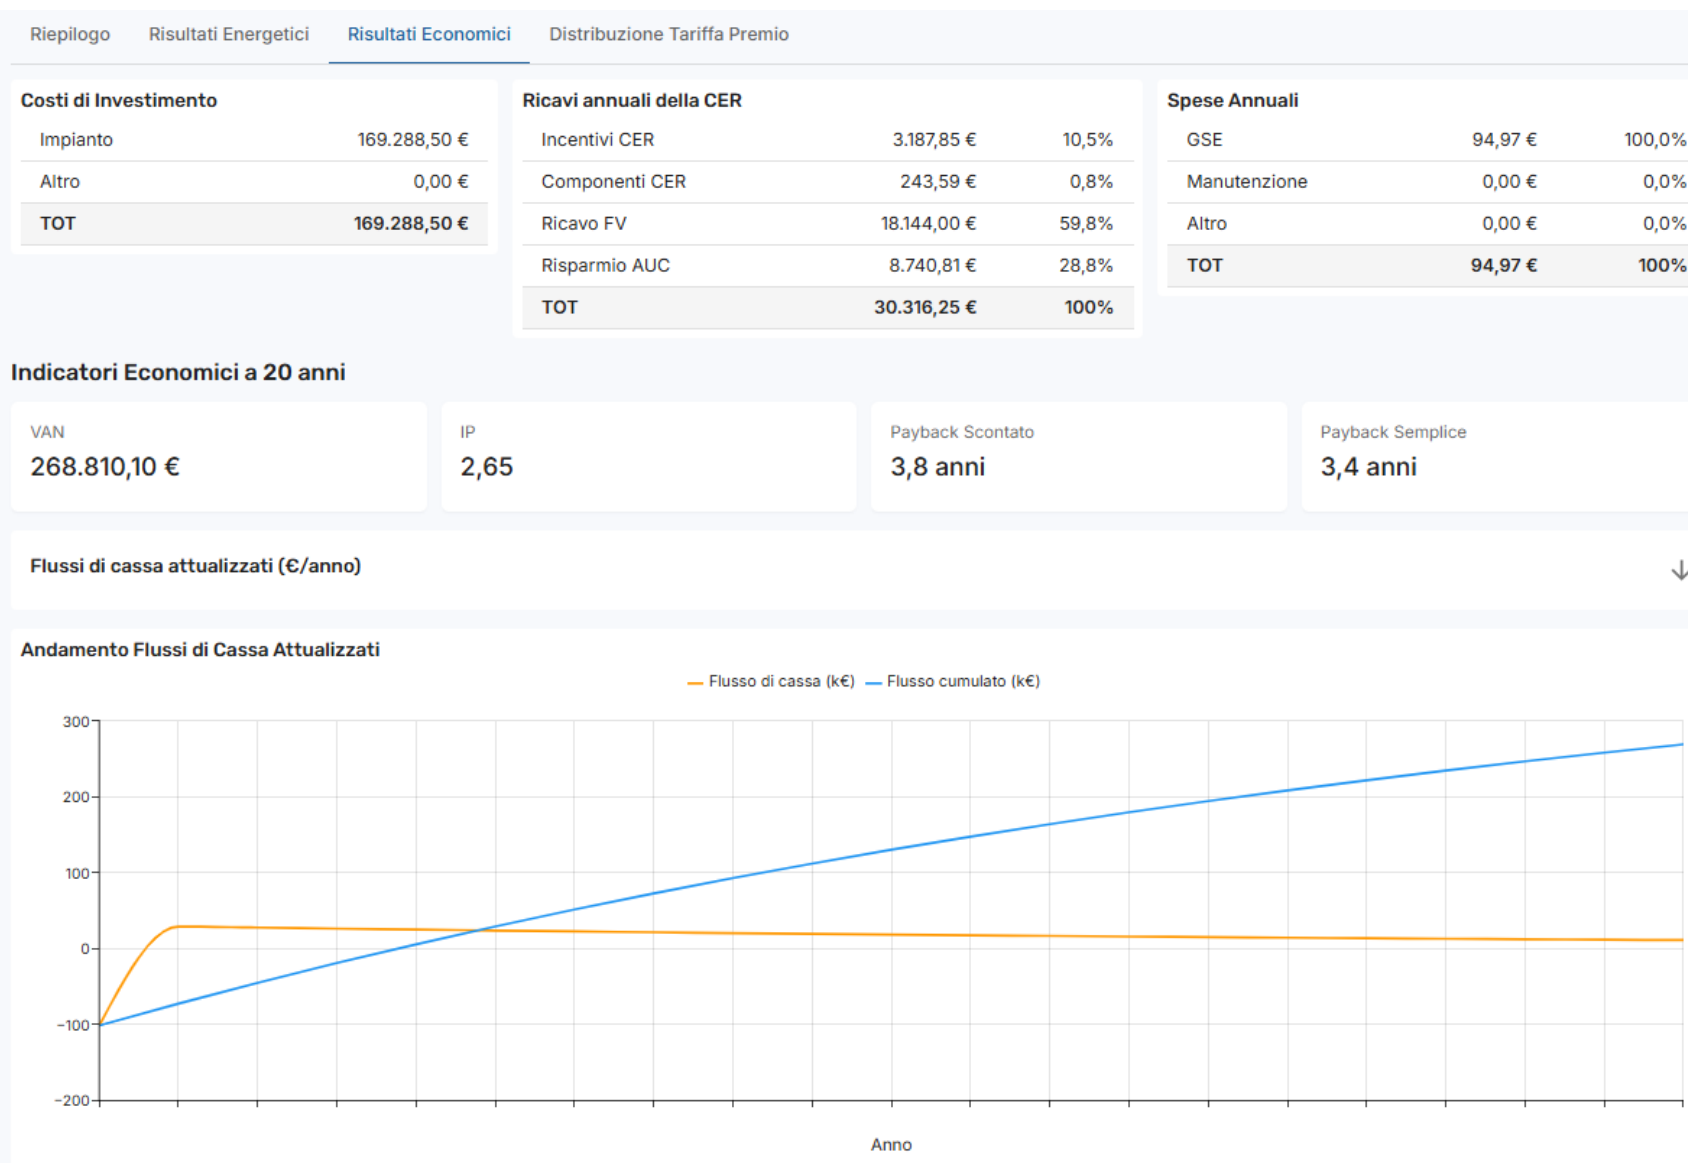 Riepilogo Risultati Energetici Risultati Economici Distribuzione Tariffa Premio
Costi di Investimento
Impianto 169.288,50 €
Altro 0,00 €
TOT 169.288,50 €
Ricavi annuali della CER
Incentivi CER 3.187,85 € 10,5%
Componenti CER 243,59 € 0,8%
Ricavo FV 18.144,00 € 59,8%
Risparmio AUC 8.740,81 € 28,8%
TOT 30.316,25 € 100%
Spese Annuali
GSE 94,97 € 100,0%
Manutenzione 0,00 € 0,0%
Altro 0,00 € 0,0%
TOT 94,97 € 100%
Indicatori Economici a 20 anni
VAN
268.810,10 €
IP
2,65
Payback Scontato
3,8 anni
Payback Semplice
3,4 anni
Flussi di cassa attualizzati (€/anno)
Andamento Flussi di Cassa Attualizzati
Flusso di cassa (k€) Flusso cumulato (k€)
300
200
100
0
−100
−200
Anno